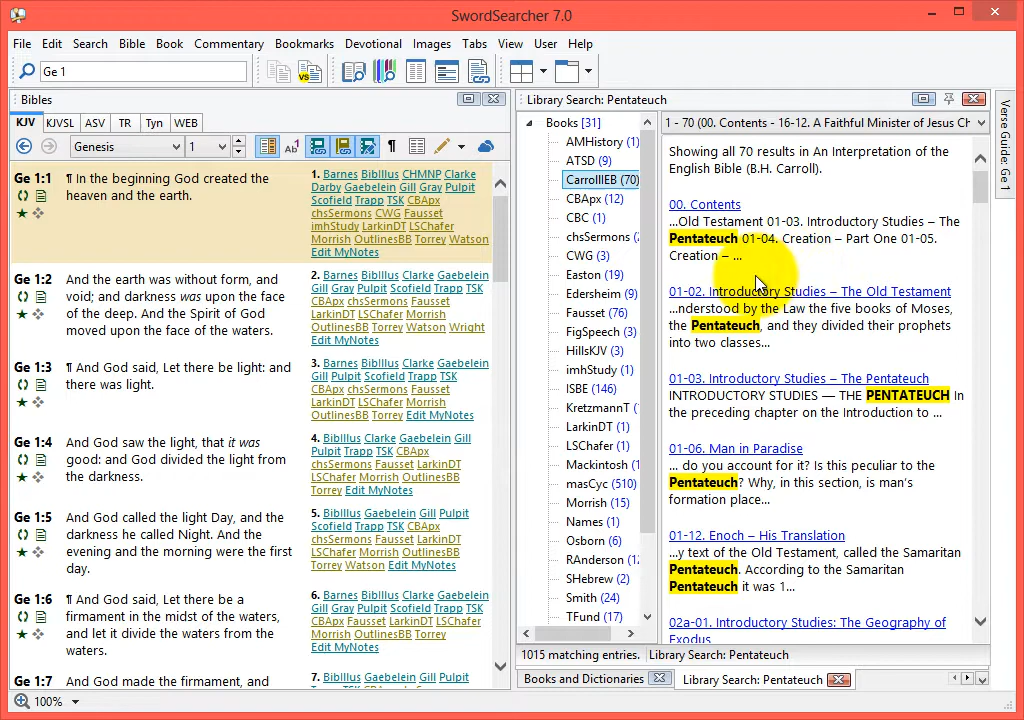 SwordSearcher 7.0
File Edit Search Bible Book Commentary Bookmarks Devotional Images Tabs View User Help
Ge 1
VS
Bibles
KJV KJVSL ASV TR Tyn WEB
Genesis 1
Ge 1:1 ¶ In the beginning God created the
heaven and the earth.
1. Barnes BibIllus CHMNP Clarke
Darby Gaebelein Gill Gray Pulpit
Scofield Trapp TSK CBApx
chsSermons CWG Fausset
imhStudy LarkinDT LSChafer
Morrish OutlinesBB Torrey Watson
Edit MyNotes
Ge 1:2 And the earth was without form, and
void; and darkness was upon the face
of the deep. And the Spirit of God
moved upon the face of the waters.
2. Barnes BibIllus Clarke Gaebelein
Gill Gray Pulpit Scofield Trapp TSK
CBApx chsSermons Fausset
LarkinDT LSChafer Morrish
OutlinesBB Torrey Watson Wright
Edit MyNotes
Ge 1:3 ¶ And God said, Let there be light: and
there was light.
3. Barnes BibIllus Clarke Gaebelein
Gill Pulpit Scofield Trapp TSK
CBApx chsSermons Fausset
LarkinDT LSChafer Morrish
OutlinesBB Torrey Edit MyNotes
Ge 1:4 And God saw the light, that it was
good: and God divided the light from
the darkness.
4. BibIllus Clarke Gaebelein Gill
Pulpit Trapp TSK CBApx
chsSermons Fausset LarkinDT
LSChafer Morrish OutlinesBB
Torrey Edit MyNotes
Ge 1:5 And God called the light Day, and the
darkness he called Night. And the
evening and the morning were the first
day.
5. BibIllus Gaebelein Gill Pulpit
Scofield Trapp TSK CBApx
chsSermons Fausset LarkinDT
LSChafer Morrish OutlinesBB
Torrey Watson Edit MyNotes
Ge 1:6 ¶ And God said, Let there be a
firmament in the midst of the waters,
and let it divide the waters from the
waters.
6. Barnes BibIllus Clarke Gaebelein
Gill Gray Pulpit Scofield Trapp TSK
CBApx Fausset LarkinDT LSChafer
Morrish OutlinesBB Torrey
Edit MyNotes
Ge 1:7 And God made the firmament, and
7. Barnes BibIllus Gaebelein Gill Pulpit
100%
Library Search: Pentateuch
Books [31]
AMHistory (1)
ATSD (9)
CarrollIEB (70)
CBApx (12)
CBC (1)
chsSermons (2
CWG (3)
Easton (19)
Edersheim (9)
Fausset (76)
FigSpeech (3)
HillsKJV (3)
imhStudy (1)
ISBE (146)
KretzmannT (
LarkinDT (1)
LSChafer (1)
Mackintosh (1
masCyc (510)
Morrish (15)
Names (1)
Osborn (6)
RAnderson (12
SHebrew (2)
Smith (24)
TFund (17)
1 - 70 (00. Contents - 16-12. A Faithful Minister of Jesus Ch
Showing all 70 results in An Interpretation of the
English Bible (B.H. Carroll).
00. Contents
...Old Testament 01-03. Introductory Studies – The
Pentateuch 01-04. Creation – Part One 01-05.
Creation – ...
01-02. Introductory Studies – The Old Testament
...nderstood by the Law the five books of Moses,
the Pentateuch, and they divided their prophets
into two classes...
01-03. Introductory Studies – The Pentateuch
INTRODUCTORY STUDIES — THE PENTATEUCH In
the preceding chapter on the Introduction to ...
01-06. Man in Paradise
... do you account for it? Is this peculiar to the
Pentateuch? Why, in this section, is man's
formation place...
01-12. Enoch – His Translation
...y text of the Old Testament, called the Samaritan
Pentateuch. According to the Samaritan
Pentateuch it was 1...
02a-01. Introductory Studies: The Geography of
Exodus
1015 matching entries. Library Search: Pentateuch
Books and Dictionaries Library Search: Pentateuch
Verse Guide: Ge 1